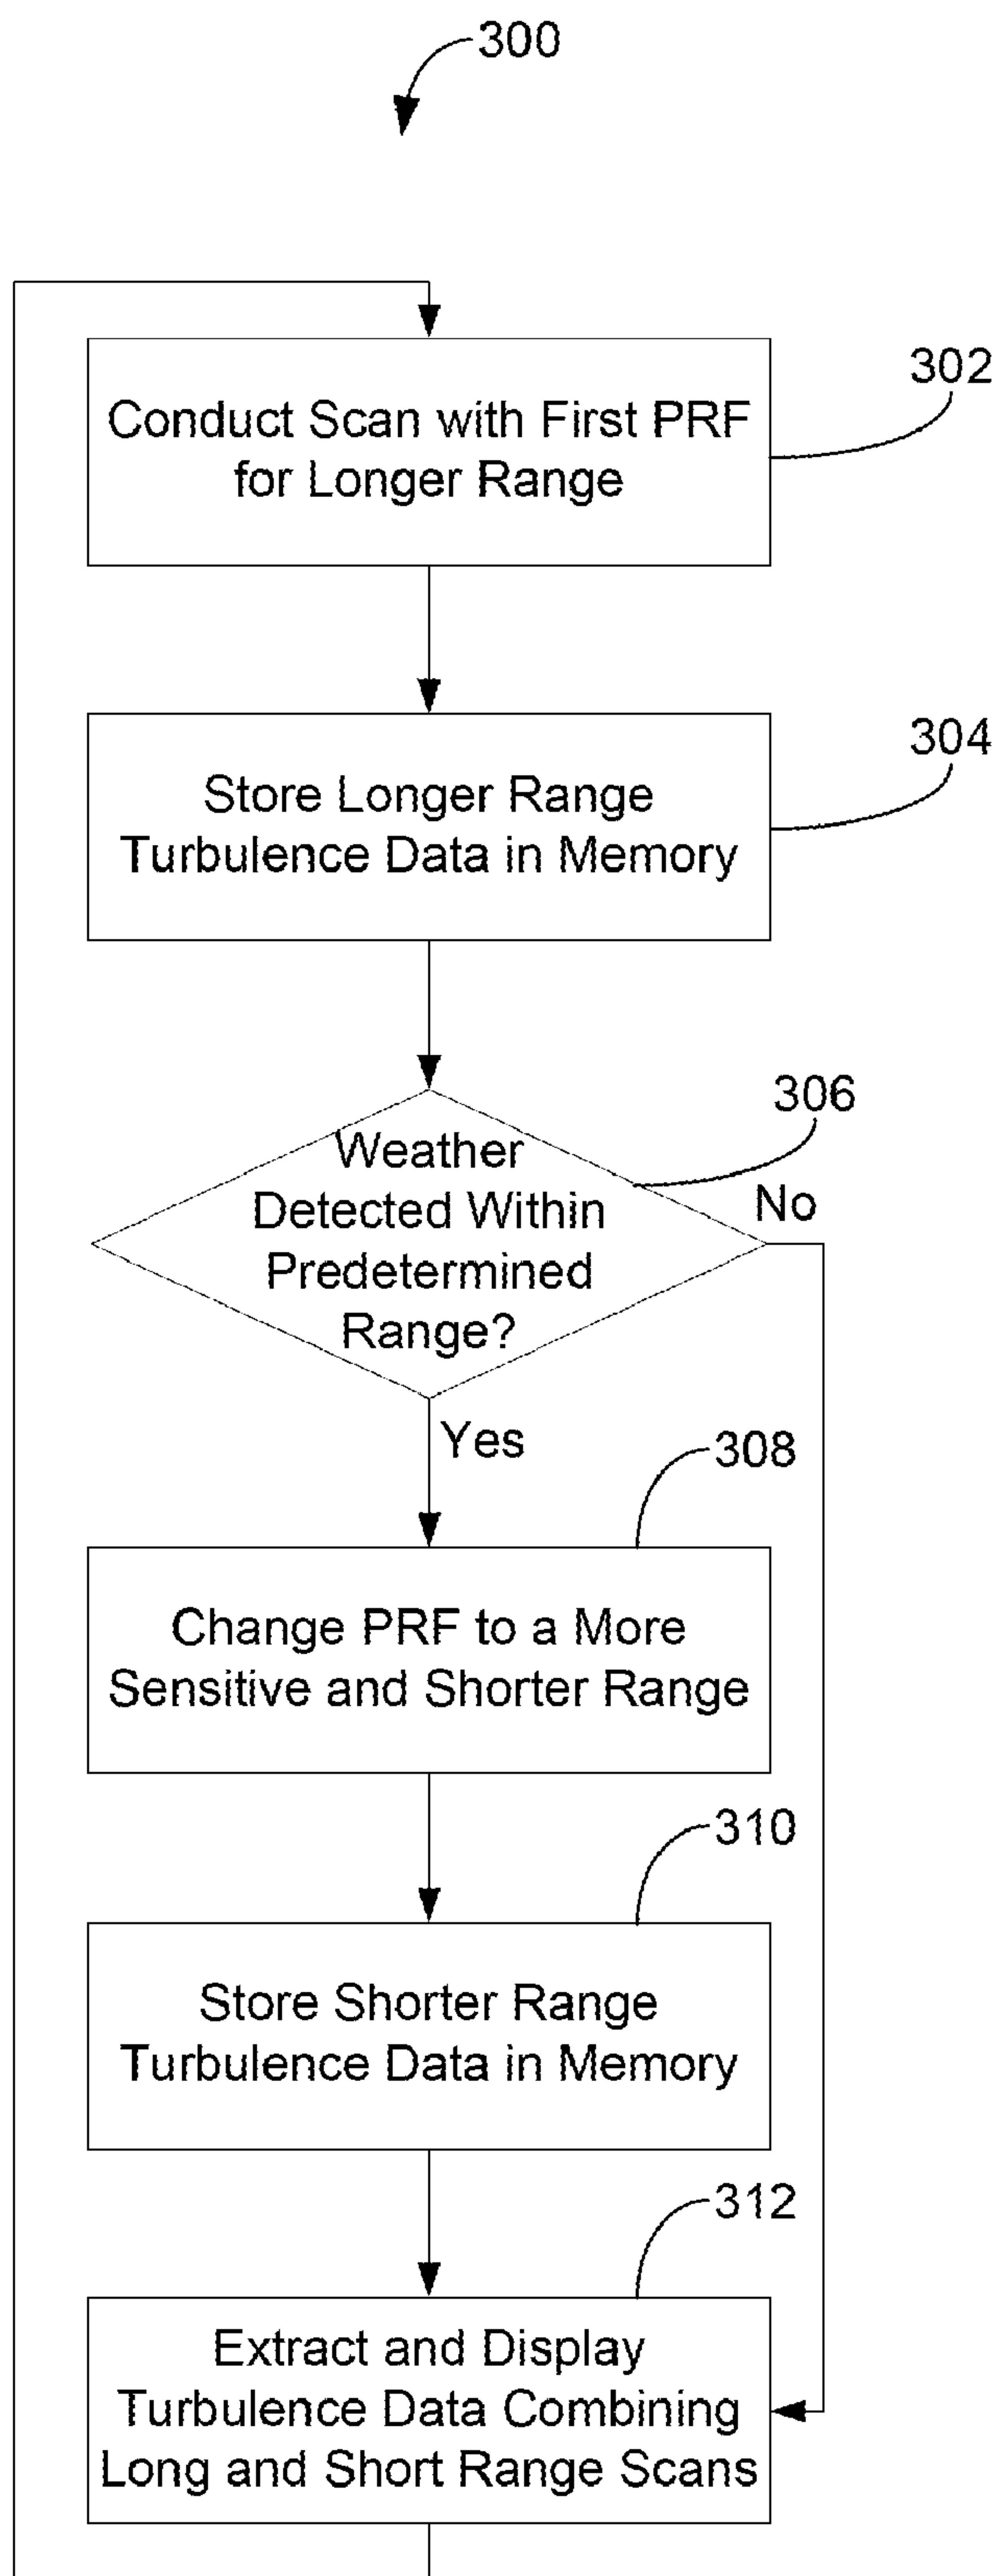 300
302
Conduct Scan with First PRF
for Longer Range
304
Store Longer Range
Turbulence Data in Memory
306
Weather
Detected Within
Predetermined
Range?
No
Yes
308
Change PRF to a More
Sensitive and Shorter Range
310
Store Shorter Range
Turbulence Data in Memory
312
Extract and Display
Turbulence Data Combining
Long and Short Range Scans